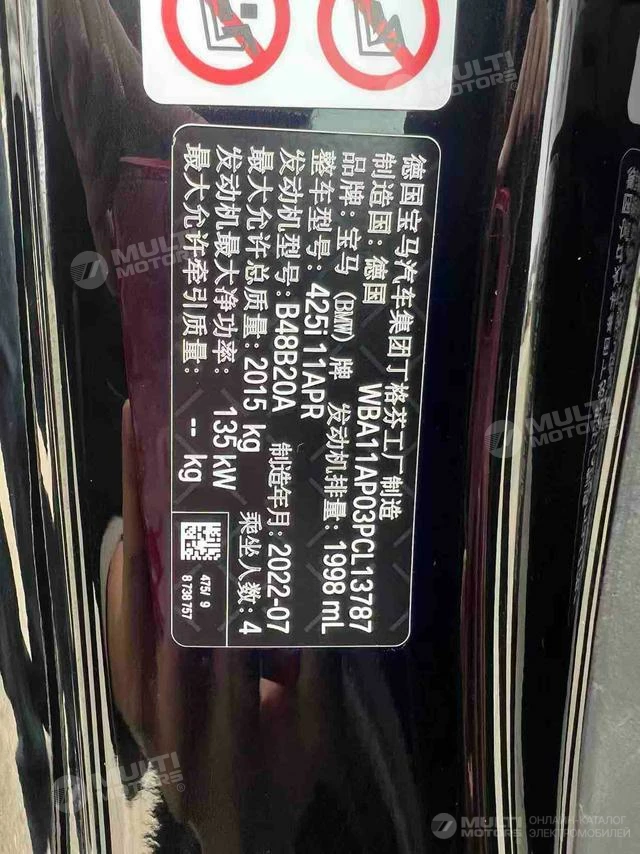 德国宝马汽车集团丁格芬工厂制造
制造国：德国 WBA11AP03PCL13787
品牌：宝马（BMW）牌 发动机排量：1998 mL
整车型号：425i 11APR
发动机型号：B48B20A 制造年月：2022-07
最大允许总质量：2015 kg 乘坐人数：4
发动机最大净功率：135 kW
最大允许牵引质量：-- kg
475/ 9
8 738 757
MULTI
MOTORS®
MULTI
MOTORS®
MULTI
MOTORS®
MULTI
MOTORS®
MULTI
MOTORS
ОНЛАЙН-КАТАЛОГ
ЭЛЕКТРОМОБИЛЕЙ